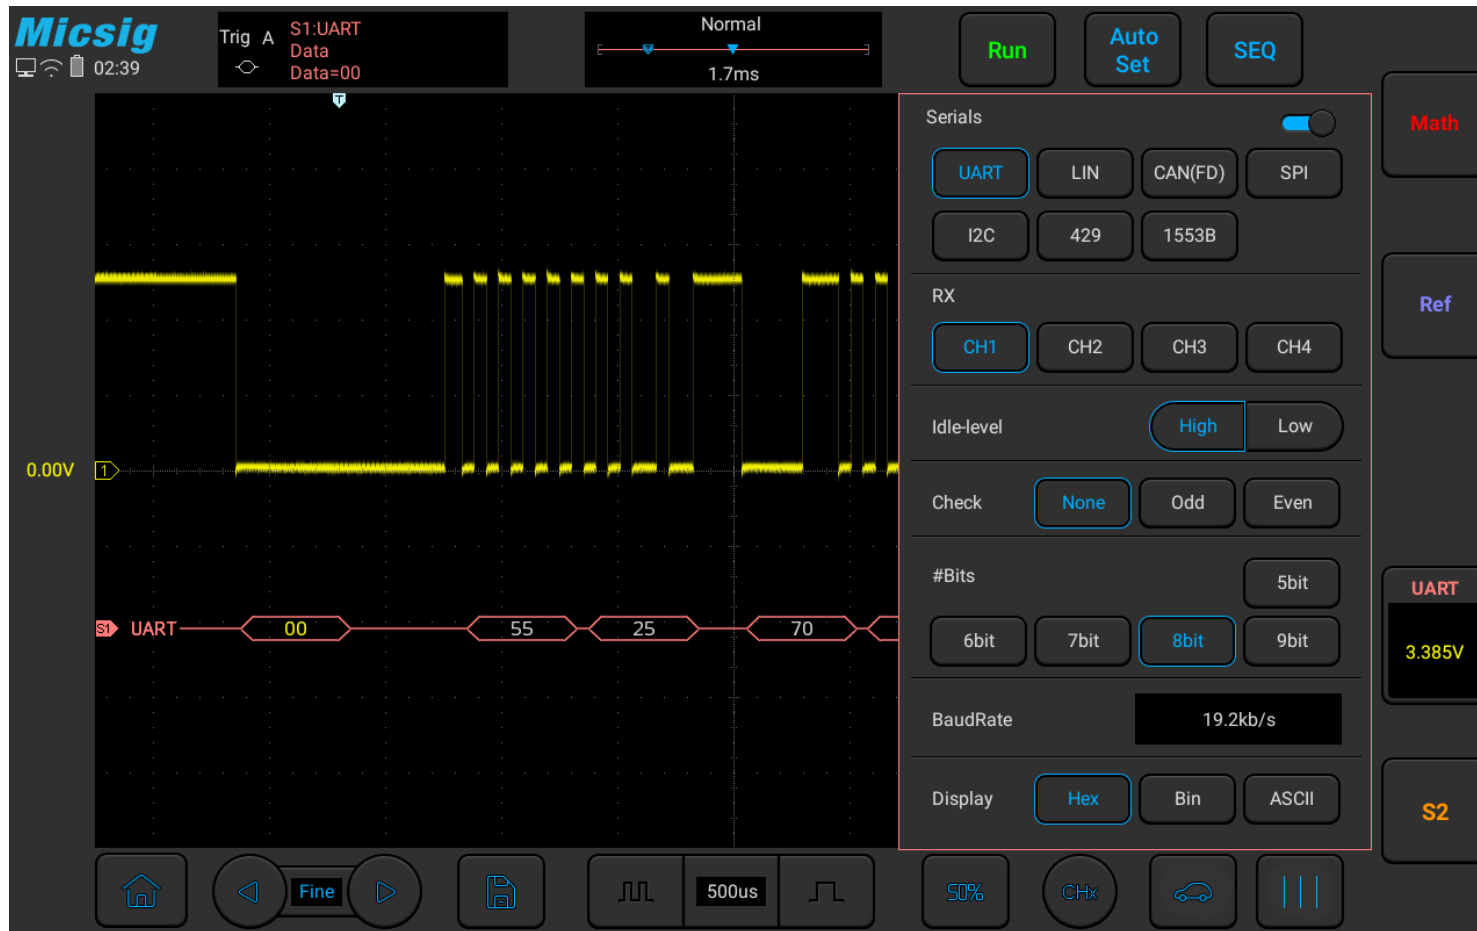 Micsig
02:39
Trig A
S1:UART
Data
Data=00
Normal
1.7ms
Run
Auto
Set
SEQ
T
Serials
UART LIN CAN(FD) SPI
I2C 429 1553B
RX
CH1 CH2 CH3 CH4
Idle-level High Low
Check None Odd Even
#Bits 5bit
6bit 7bit 8bit 9bit
BaudRate 19.2kb/s
Display Hex Bin ASCII
0.00V 1
S1 UART 00 55 25 70
Math
Ref
UART
3.385V
S2
Fine 500us 50% CHx